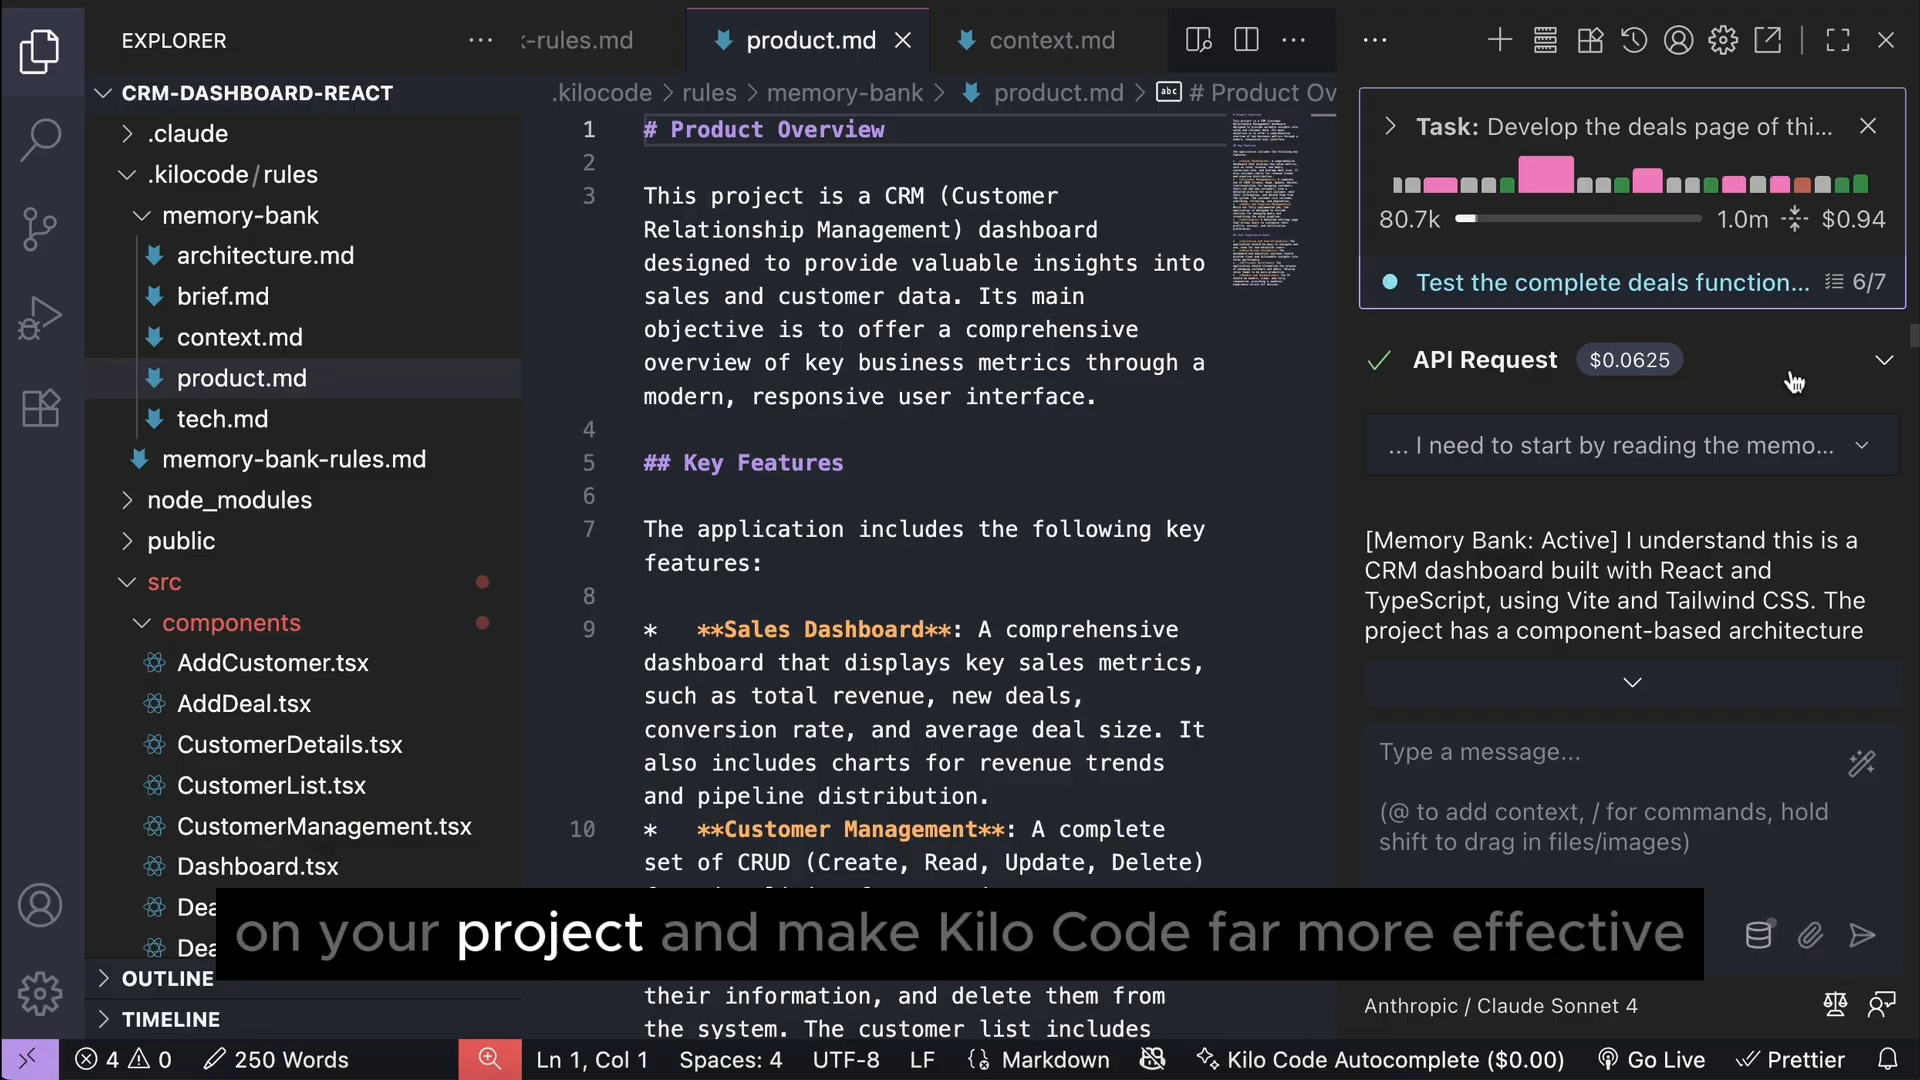 EXPLORER
CRM-DASHBOARD-REACT
.claude
.kilocode/rules
memory-bank
architecture.md
brief.md
context.md
product.md
tech.md
memory-bank-rules.md
node_modules
public
src
components
AddCustomer.tsx
AddDeal.tsx
CustomerDetails.tsx
CustomerList.tsx
CustomerManagement.tsx
Dashboard.tsx
Dea
Dea
OUTLINE
TIMELINE
-rules.md
product.md
context.md
.kilocode > rules > memory-bank > product.md > # Product Ov
1 # Product Overview
2
3 This project is a CRM (Customer
Relationship Management) dashboard
designed to provide valuable insights into
sales and customer data. Its main
objective is to offer a comprehensive
overview of key business metrics through a
modern, responsive user interface.
4
5 ## Key Features
6
7 The application includes the following key
features:
8
9 * **Sales Dashboard**: A comprehensive
dashboard that displays key sales metrics,
such as total revenue, new deals,
conversion rate, and average deal size. It
also includes charts for revenue trends
and pipeline distribution.
10 * **Customer Management**: A complete
set of CRUD (Create, Read, Update, Delete)
on your project and make Kilo Code far more effective
their information, and delete them from
the system. The customer list includes
Task: Develop the deals page of thi...
80.7k 1.0m $0.94
Test the complete deals function... 6/7
API Request $0.0625
... I need to start by reading the memo...
[Memory Bank: Active] I understand this is a
CRM dashboard built with React and
TypeScript, using Vite and Tailwind CSS. The
project has a component-based architecture
Type a message...
(@ to add context, / for commands, hold
shift to drag in files/images)
Anthropic / Claude Sonnet 4
4 0 250 Words Ln 1, Col 1 Spaces: 4 UTF-8 LF Markdown Kilo Code Autocomplete ($0.00) Go Live Prettier